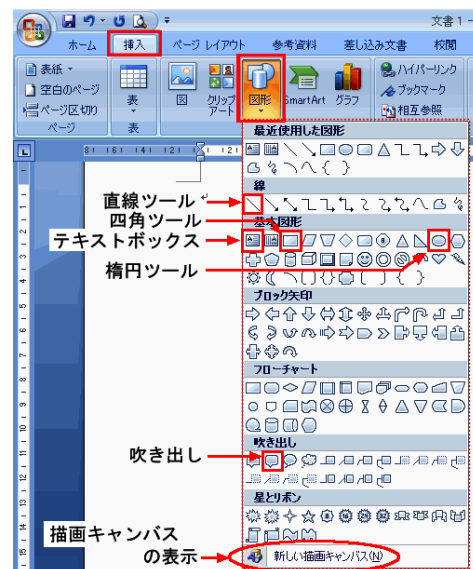 文書 1 -
ホーム 挿入 ページ レイアウト 参考資料 差し込み文書 校閲
表紙
空白のページ
ページ区切り
ページ
表
表
図
クリップ
アート
図形
SmartArt
グラフ
ハイパーリンク
ブックマーク
相互参照
最近使用した図形
線
直線ツール
四角ツール
基本図形
テキストボックス
楕円ツール
ブロック矢印
フローチャート
吹き出し
吹き出し
星とリボン
描画キャンバス
の表示
新しい描画キャンバス(N)